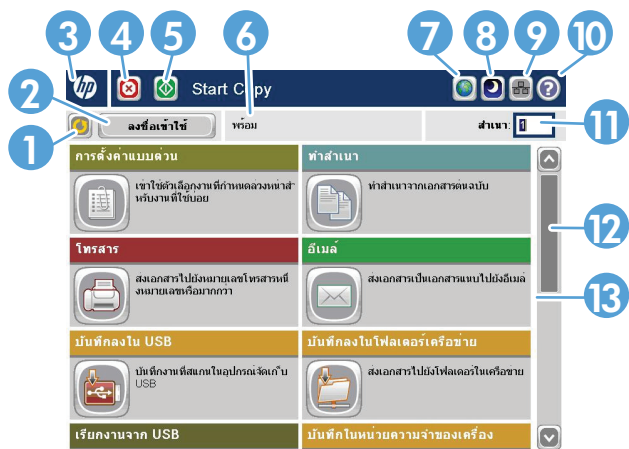 3 4 5 6 7 8 9 10
hp Start Copy ?
2 ลงชื่อเข้าใช้ พร้อม สำเนา: 1 11
1
การตั้งค่าแบบด่วน
เข้าใช้ตัวเลือกงานที่กำหนดล่วงหน้าสำ
หรับงานที่ใช้บ่อย
ทำสำเนา
ทำสำเนาจากเอกสารต้นฉบับ
12
โทรสาร
ส่งเอกสารไปยังหมายเลขโทรสารหนึ่
งหมายเลขหรือมากกว่า
อีเมล์
ส่งเอกสารเป็นเอกสารแนบไปยังอีเมล์
13
บันทึกลงใน USB
บันทึกงานที่สแกนในอุปกรณ์จัดเก็บ
USB
บันทึกลงในโฟลเดอร์เครือข่าย
ส่งเอกสารไปยังโฟลเดอร์ในเครือข่าย
เรียกงานจาก USB
บันทึกในหน่วยความจำของเครื่อง